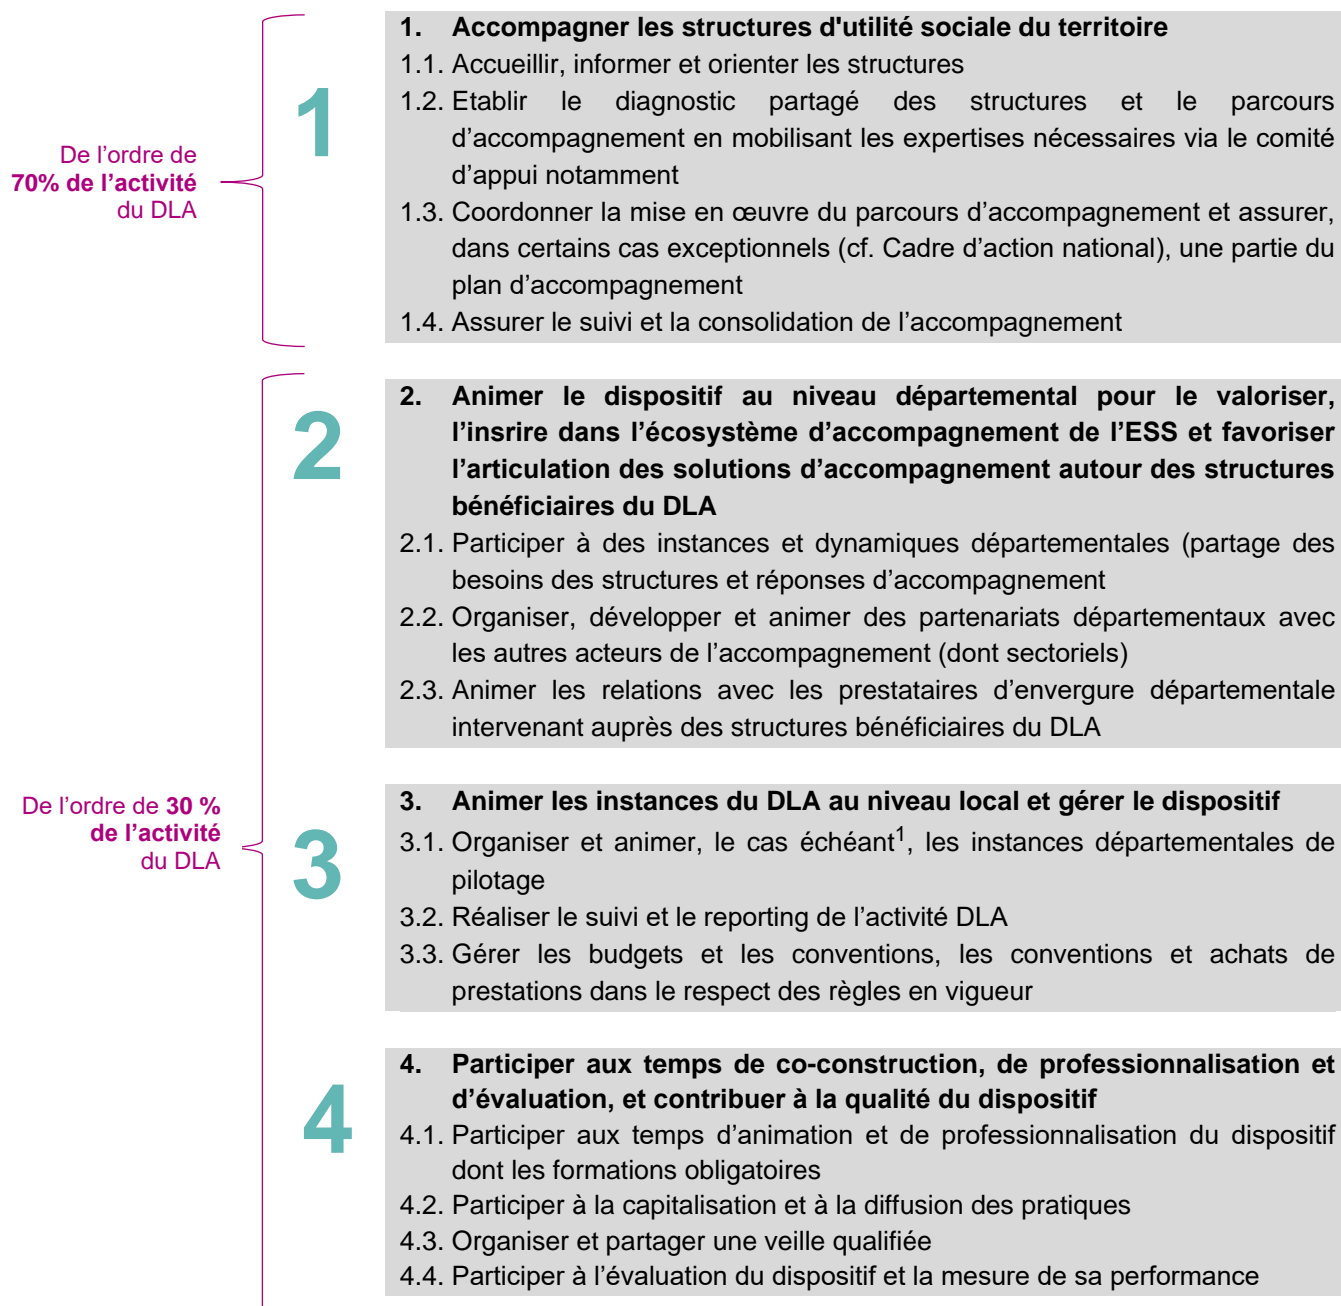 De l’ordre de
70% de l’activité
du DLA
1
1. Accompagner les structures d'utilité sociale du territoire
1.1. Accueillir, informer et orienter les structures
1.2. Etablir le diagnostic partagé des structures et le parcours
d’accompagnement en mobilisant les expertises nécessaires via le comité
d’appui notamment
1.3. Coordonner la mise en œuvre du parcours d’accompagnement et assurer,
dans certains cas exceptionnels (cf. Cadre d’action national), une partie du
plan d’accompagnement
1.4. Assurer le suivi et la consolidation de l’accompagnement
De l’ordre de 30 %
de l’activité
du DLA
2
2. Animer le dispositif au niveau départemental pour le valoriser,
l’insrire dans l’écosystème d’accompagnement de l’ESS et favoriser
l’articulation des solutions d’accompagnement autour des structures
bénéficiaires du DLA
2.1. Participer à des instances et dynamiques départementales (partage des
besoins des structures et réponses d’accompagnement
2.2. Organiser, développer et animer des partenariats départementaux avec
les autres acteurs de l’accompagnement (dont sectoriels)
2.3. Animer les relations avec les prestataires d’envergure départementale
intervenant auprès des structures bénéficiaires du DLA
3
3. Animer les instances du DLA au niveau local et gérer le dispositif
3.1. Organiser et animer, le cas échéant1, les instances départementales de
pilotage
3.2. Réaliser le suivi et le reporting de l’activité DLA
3.3. Gérer les budgets et les conventions, les conventions et achats de
prestations dans le respect des règles en vigueur
4
4. Participer aux temps de co-construction, de professionnalisation et
d’évaluation, et contribuer à la qualité du dispositif
4.1. Participer aux temps d’animation et de professionnalisation du dispositif
dont les formations obligatoires
4.2. Participer à la capitalisation et à la diffusion des pratiques
4.3. Organiser et partager une veille qualifiée
4.4. Participer à l’évaluation du dispositif et la mesure de sa performance